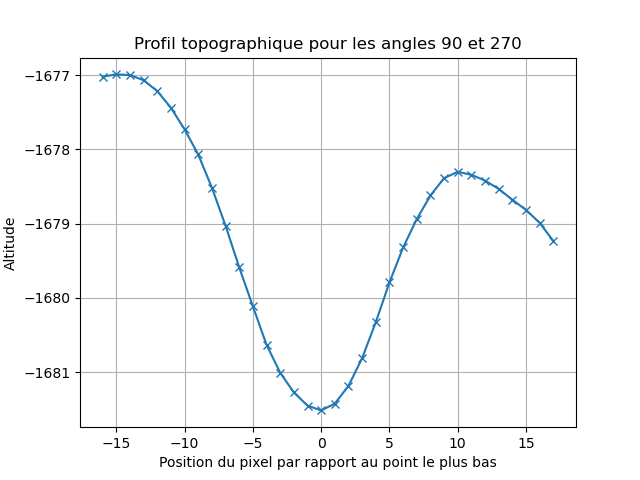 Profil topographique pour les angles 90 et 270
−1677
−1678
−1679
−1680
−1681
Altitude
−15 −10 −5 0 5 10 15
Position du pixel par rapport au point le plus bas